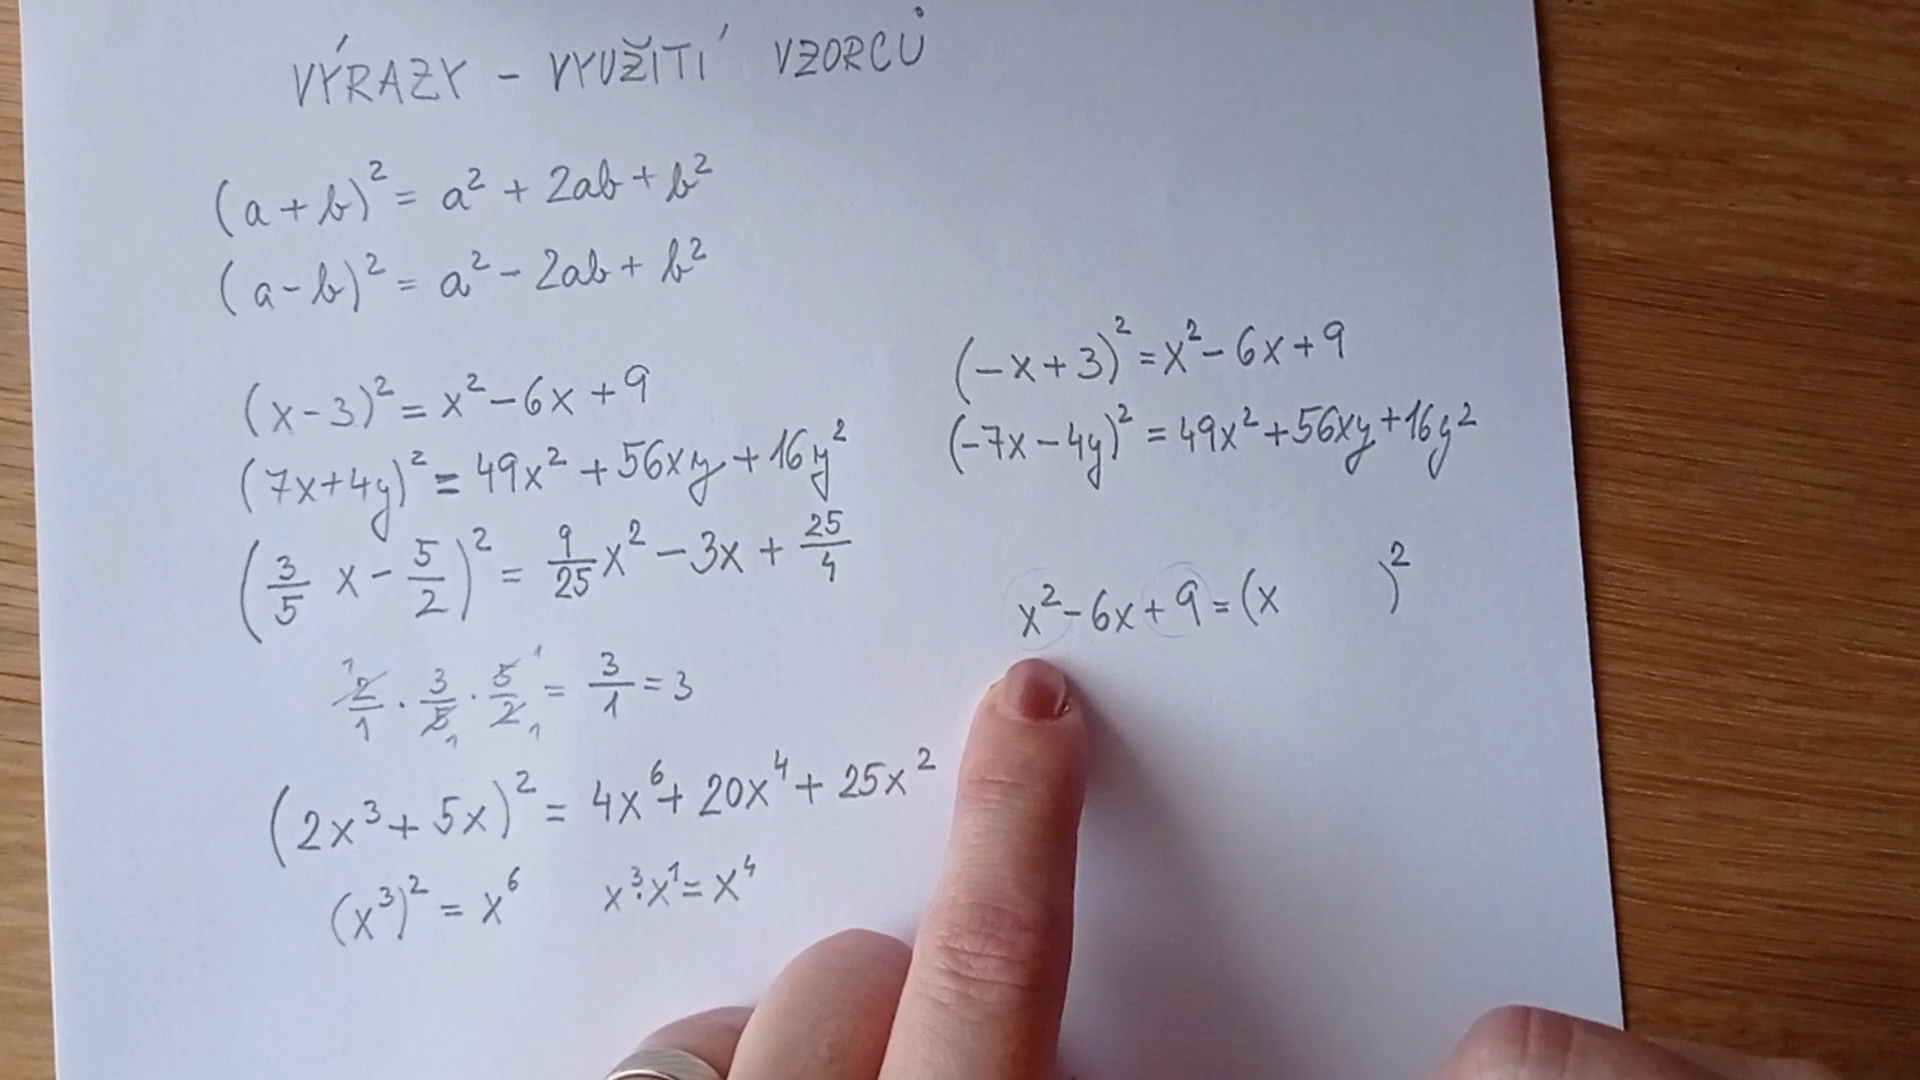 VÝRAZY - VYUŽITÍ VZORCŮ
(a+b)² = a² + 2ab + b²
(a-b)² = a² - 2ab + b²
(x-3)² = x² - 6x + 9
(7x+4y)² = 49x² + 56xy + 16y²
(3/5 x - 5/2)² = 9/25 x² - 3x + 25/4
2/1 · 3/5 · 5/2 = 3/1 = 3
(2x³ + 5x)² = 4x⁶ + 20x⁴ + 25x²
(x³)² = x⁶ x³·x¹ = x⁴
(-x+3)² = x² - 6x + 9
(-7x-4y)² = 49x² + 56xy + 16y²
x² - 6x + 9 = (x )²